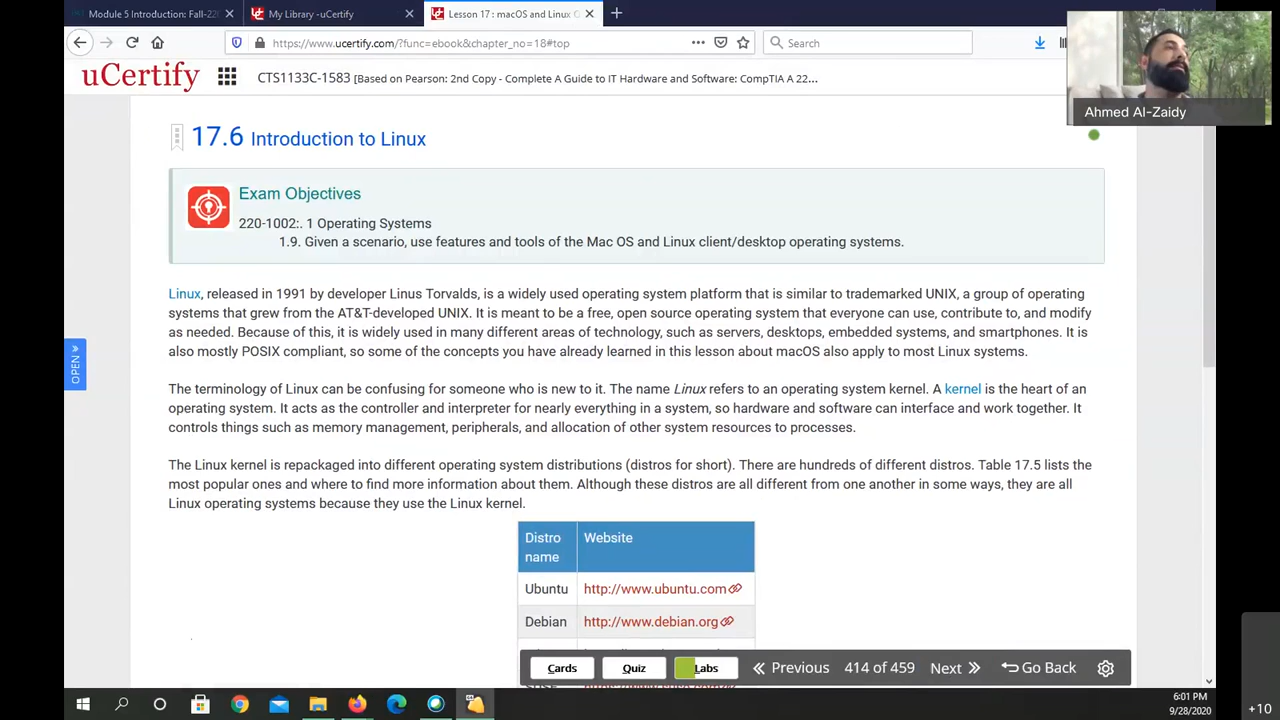 Module 5 Introduction: Fall-22
My Library -uCertify
Lesson 17 : macOS and Linux O
https://www.ucertify.com/?func=ebook&chapter_no=18#top
Search
uCertify
CTS1133C-1583 [Based on Pearson: 2nd Copy - Complete A Guide to IT Hardware and Software: CompTIA A 22...
Ahmed Al-Zaidy
17.6 Introduction to Linux
Exam Objectives
220-1002:. 1 Operating Systems
1.9. Given a scenario, use features and tools of the Mac OS and Linux client/desktop operating systems.
Linux, released in 1991 by developer Linus Torvalds, is a widely used operating system platform that is similar to trademarked UNIX, a group of operating
systems that grew from the AT&T-developed UNIX. It is meant to be a free, open source operating system that everyone can use, contribute to, and modify
as needed. Because of this, it is widely used in many different areas of technology, such as servers, desktops, embedded systems, and smartphones. It is
also mostly POSIX compliant, so some of the concepts you have already learned in this lesson about macOS also apply to most Linux systems.
OPEN
The terminology of Linux can be confusing for someone who is new to it. The name Linux refers to an operating system kernel. A kernel is the heart of an
operating system. It acts as the controller and interpreter for nearly everything in a system, so hardware and software can interface and work together. It
controls things such as memory management, peripherals, and allocation of other system resources to processes.
The Linux kernel is repackaged into different operating system distributions (distros for short). There are hundreds of different distros. Table 17.5 lists the
most popular ones and where to find more information about them. Although these distros are all different from one another in some ways, they are all
Linux operating systems because they use the Linux kernel.
Distro name
Website
Ubuntu
http://www.ubuntu.com
Debian
http://www.debian.org
Cards
Quiz
Labs
Previous
414 of 459
Next
Go Back
6:01 PM
9/28/2020
+10